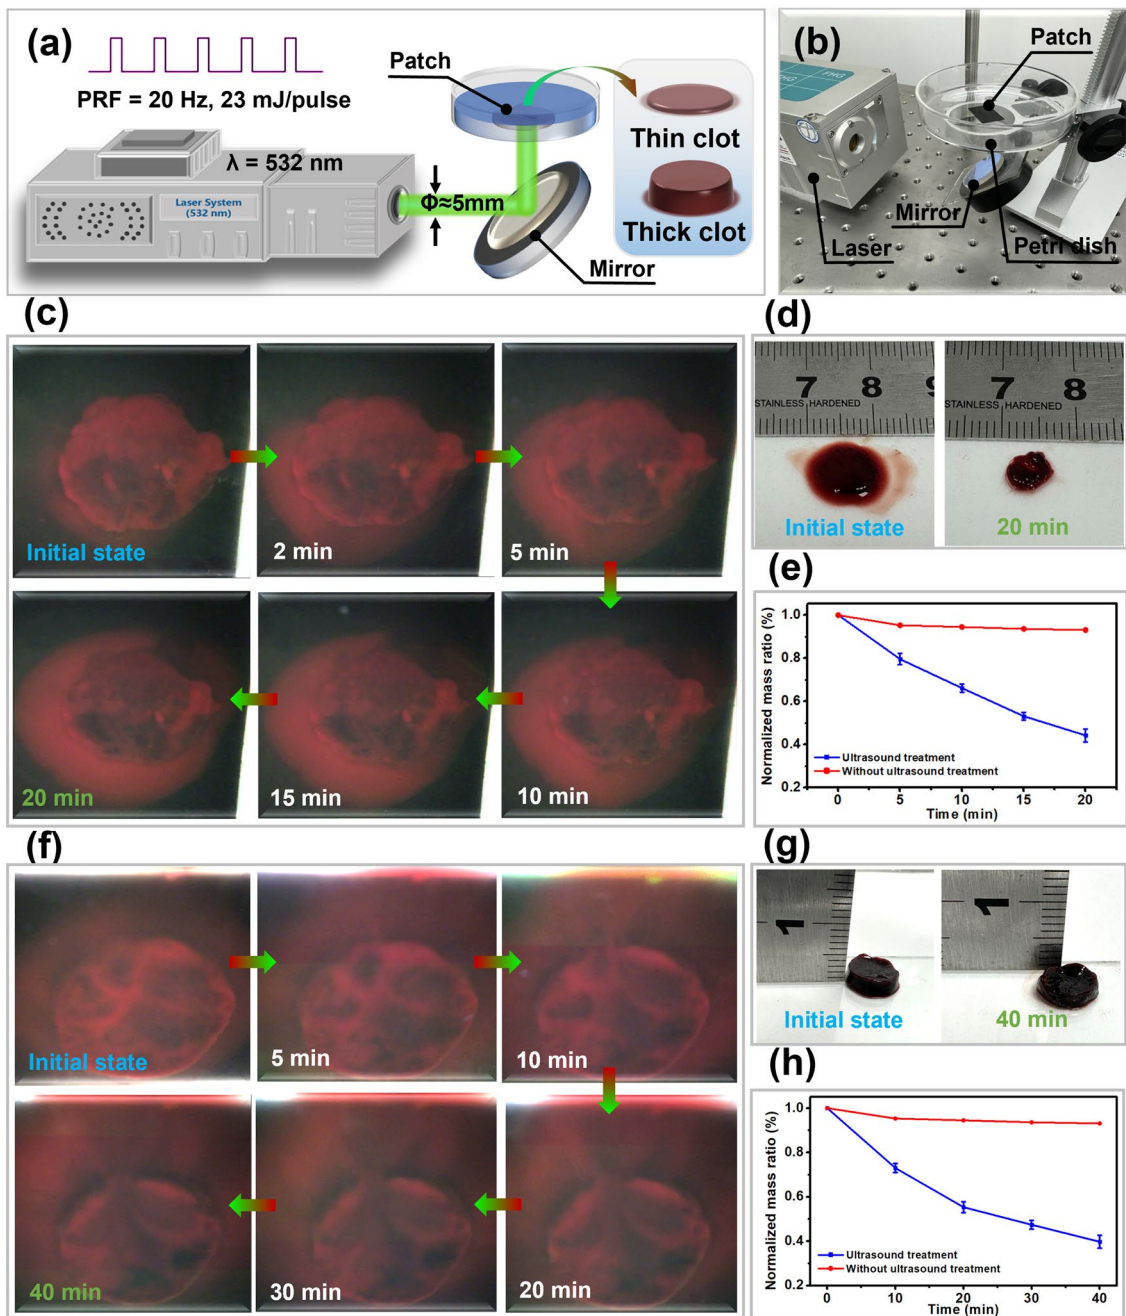 (a)
PRF = 20 Hz, 23 mJ/pulse
λ = 532 nm
Laser System
(532 nm)
Φ≈5mm
Patch
Mirror
Thin clot
Thick clot
(b)
FHG
FHG
Patch
Mirror
Laser
Petri dish
(c)
Initial state
2 min
5 min
20 min
15 min
10 min
(d)
7 8 9
STAINLESS HARDENED
Initial state
7 8
STAINLESS HARDENED
20 min
(e)
Normalized mass ratio (%)
1.0
0.8
0.6
0.4
0.2
Ultrasound treatment
Without ultrasound treatment
0 5 10 15 20
Time (min)
(f)
Initial state
5 min
10 min
40 min
30 min
20 min
(g)
1
Initial state
1
40 min
(h)
Normalized mass ratio (%)
1.0
0.8
0.6
0.4
0.2
Ultrasound treatment
Without ultrasound treatment
0 10 20 30 40
Time (min)